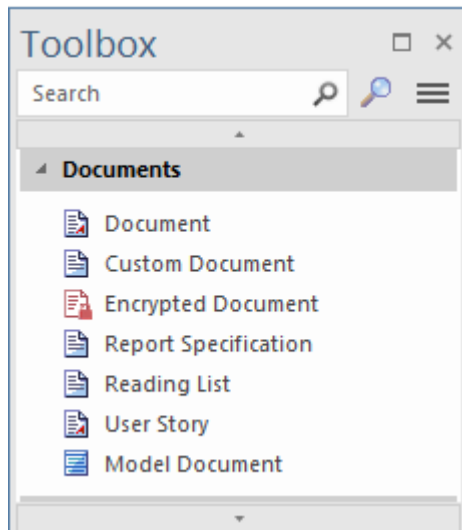 Toolbox
Search
Documents
Document
Custom Document
Encrypted Document
Report Specification
Reading List
User Story
Model Document